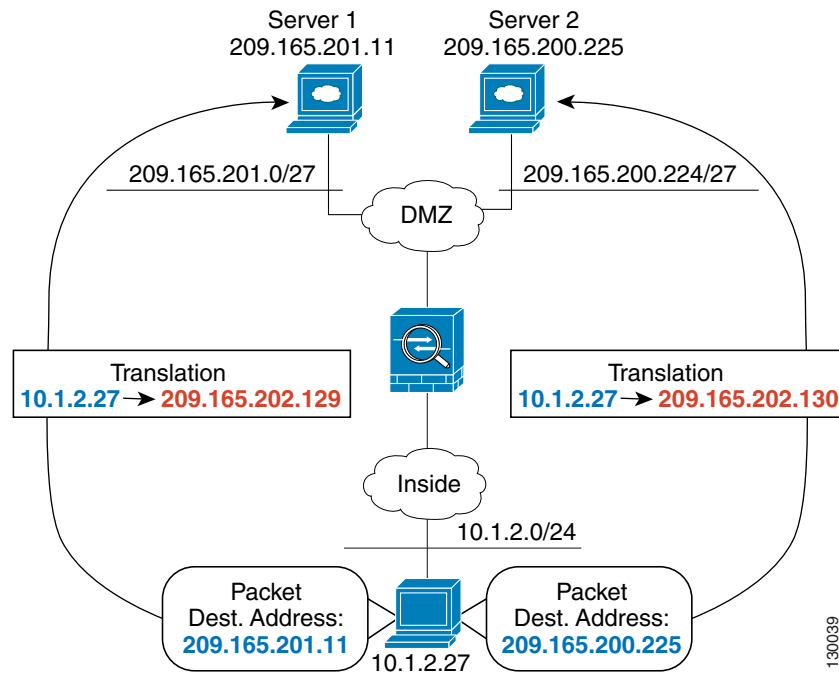 Server 1
209.165.201.11
Server 2
209.165.200.225
209.165.201.0/27
209.165.200.224/27
DMZ
Translation
10.1.2.27 209.165.202.129
Translation
10.1.2.27 209.165.202.130
Inside
10.1.2.0/24
Packet
Dest. Address:
209.165.201.11
Packet
Dest. Address:
209.165.200.225
10.1.2.27
130039